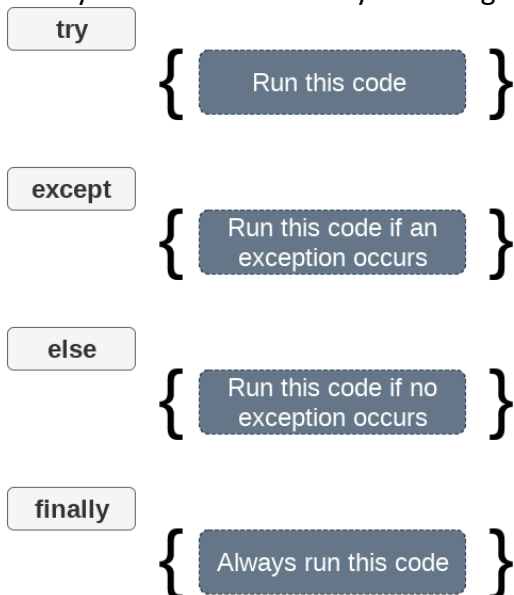 try
{ Run this code }
except
{ Run this code if an
exception occurs }
else
{ Run this code if no
exception occurs }
finally
{ Always run this code }